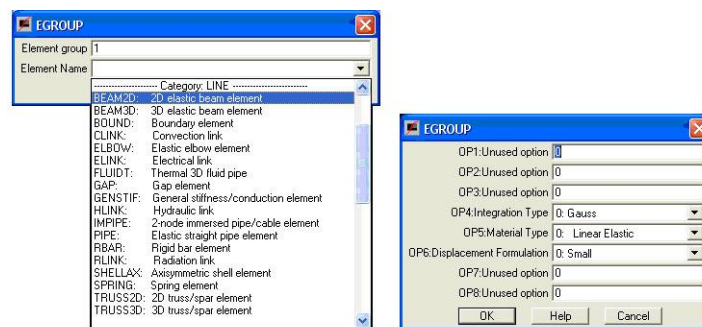 EGROUP
Element group 1
Element Name
Category: LINE
BEAM2D: 2D elastic beam element
BEAM3D: 3D elastic beam element
BOUND: Boundary element
CLINK: Convection link
ELBOW: Elastic elbow element
ELINK: Electrical link
FLUIDT: Thermal 3D fluid pipe
GAP: Gap element
GENSTIF: General stiffness/conduction element
HLINK: Hydraulic link
IMPIPE: 2-node immersed pipe/cable element
PIPE: Elastic straight pipe element
RBAR: Rigid bar element
RLINK: Radiation link
SHELLAX: Axisymmetric shell element
SPRING: Spring element
TRUSS2D: 2D truss/spar element
TRUSS3D: 3D truss/spar element
EGROUP
OP1:Unused option 0
OP2:Unused option 0
OP3:Unused option 0
OP4:Integration Type 0: Gauss
OP5:Material Type 0: Linear Elastic
OP6:Displacement Formulation 0: Small
OP7:Unused option 0
OP8:Unused option 0
OK Help Cancel